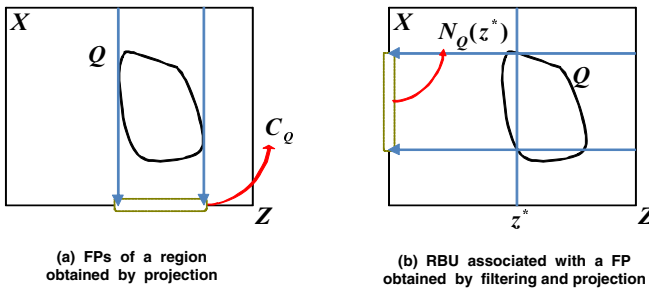 X
Q
C_Q
Z
(a) FPs of a region
obtained by projection
X
N_Q(z^*)
Q
z^*
Z
(b) RBU associated with a FP
obtained by filtering and projection